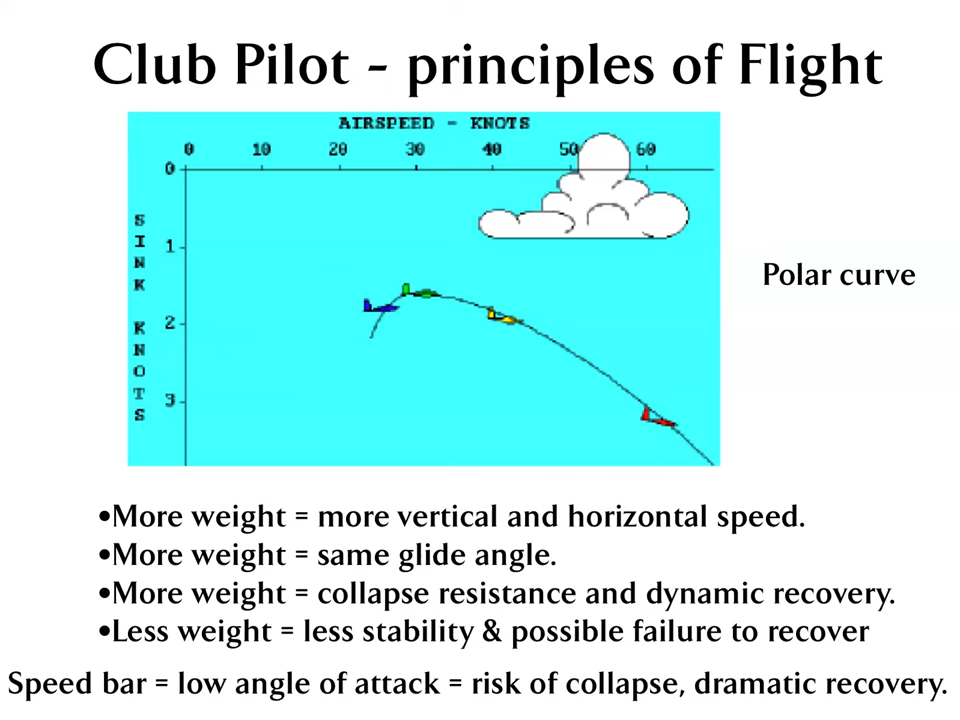 Club Pilot - principles of Flight
AIRSPEED - KNOTS
0 10 20 30 40 50 60
0
1
2
3
SINK KNOTS
Polar curve
•More weight = more vertical and horizontal speed.
•More weight = same glide angle.
•More weight = collapse resistance and dynamic recovery.
•Less weight = less stability & possible failure to recover
Speed bar = low angle of attack = risk of collapse, dramatic recovery.